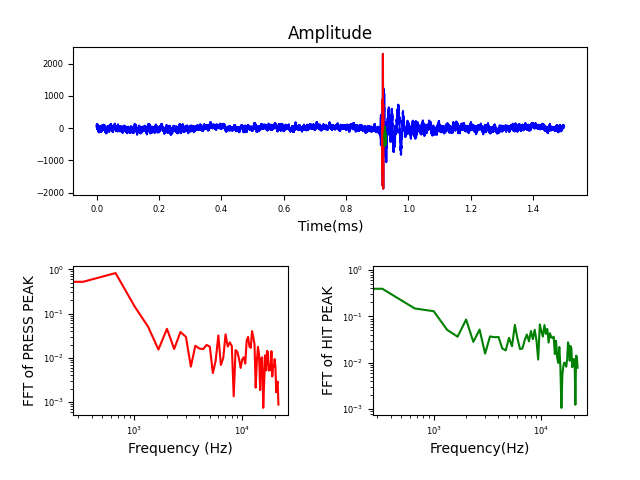 Amplitude
2000
1000
0
−1000
−2000
0.0 0.2 0.4 0.6 0.8 1.0 1.2 1.4
Time(ms)
FFT of PRESS PEAK
10⁰
10⁻¹
10⁻²
10⁻³
10³ 10⁴
Frequency (Hz)
FFT of HIT PEAK
10⁰
10⁻¹
10⁻²
10⁻³
10³ 10⁴
Frequency(Hz)